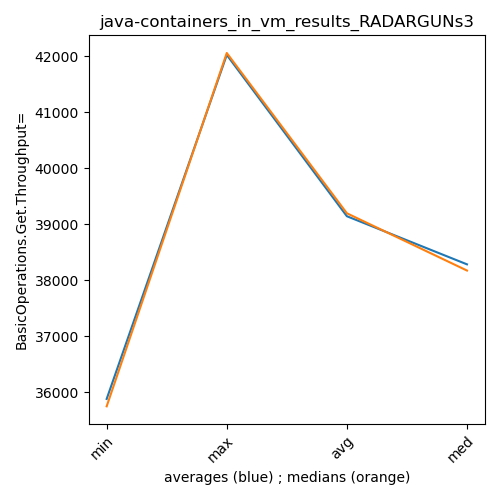 java-containers_in_vm_results_RADARGUNs3
BasicOperations.Get.Throughput=
42000
41000
40000
39000
38000
37000
36000
min
max
avg
med
averages (blue) ; medians (orange)